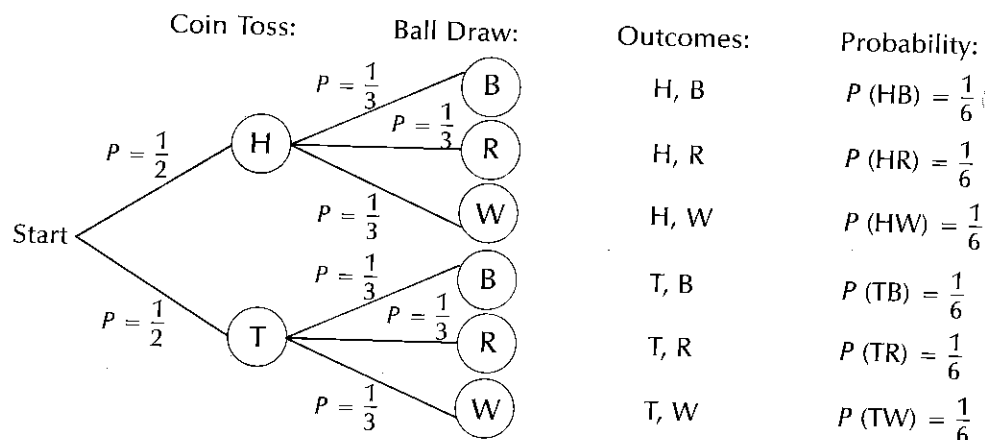 Coin Toss: Ball Draw: Outcomes: Probability:
P = 1/3 B H, B P (HB) = 1/6
P = 1/3
P = 1/2 H R H, R P (HR) = 1/6
P = 1/3 W H, W P (HW) = 1/6
Start
P = 1/3 B T, B P (TB) = 1/6
P = 1/3
P = 1/2 T R T, R P (TR) = 1/6
P = 1/3 W T, W P (TW) = 1/6